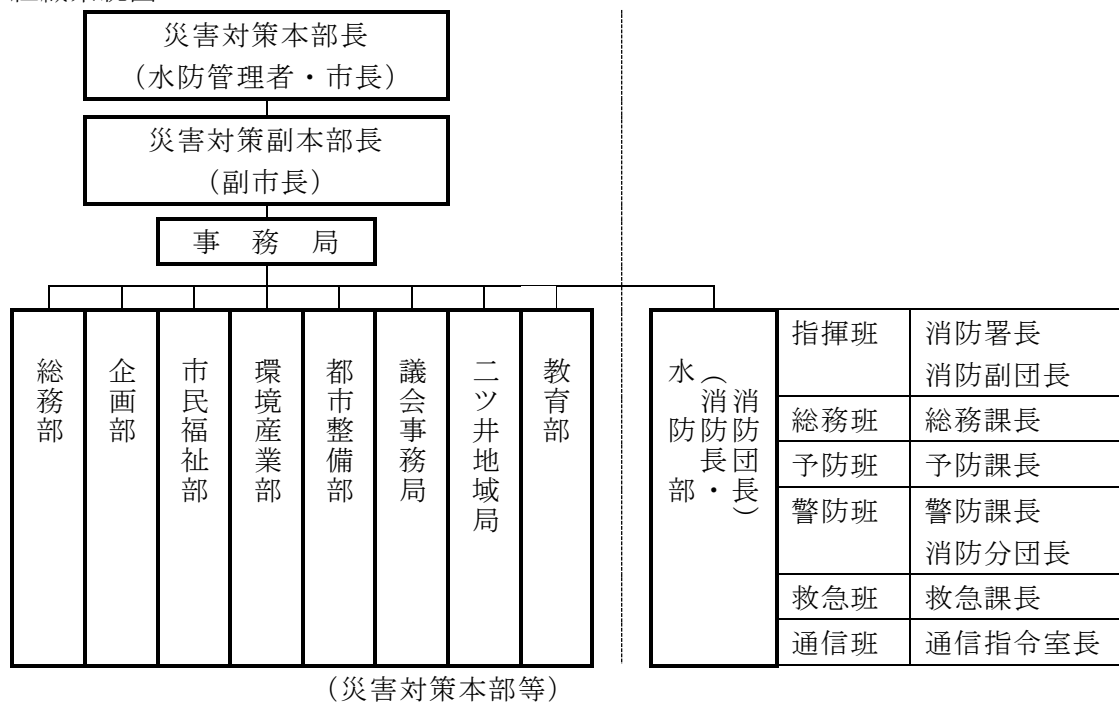 災害対策本部長
（水防管理者・市長）
災害対策副本部長
（副市長）
事務局
総務部
企画部
市民福祉部
環境産業部
都市整備部
議会事務局
二ツ井地域局
教育部
（災害対策本部等）
水防部
（消防長・
消防団長）
指揮班 消防署長
消防副団長
総務班 総務課長
予防班 予防課長
警防班 警防課長
消防分団長
救急班 救急課長
通信班 通信指令室長